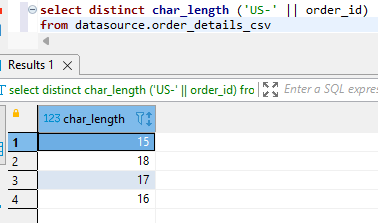 select distinct char_length ('US-' || order_id)
from datasource.order_details_csv
Results 1
select distinct char_length ('US-' || order_id) fro
Enter a SQL expres
123 char_length
1 15
2 18
3 17
4 16